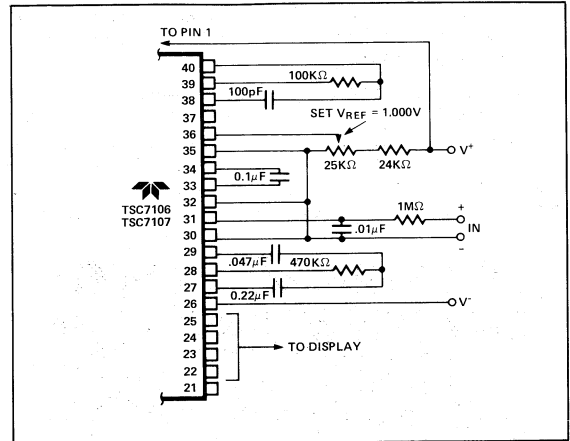 TO PIN 1
40
39
100KΩ
38
100pF
37
SET VREF = 1.000V
36
35
25KΩ
24KΩ
V+
34
0.1μF
33
TSC7106
TSC7107
32
1MΩ
+
31
.01μF
IN
30
−
29
.047μF
470KΩ
28
27
0.22μF
26
V-
25
24
TO DISPLAY
23
22
21